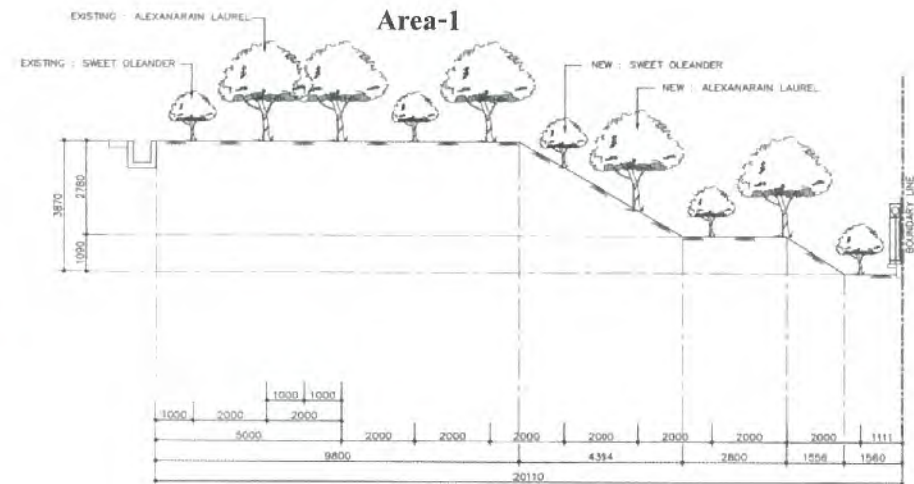 Area-1
EXISTING : ALEXANARAIN LAUREL
EXISTING : SWEET OLEANDER
NEW : SWEET OLEANDER
NEW : ALEXANARAIN LAUREL
3870
2780
1090
BOUNDARY LINE
1000 1000
1000 2000 2000
5000 2000 2000 2000 2000 2000 2000 2000 1111
9800 4394 2800 1556 1560
20110